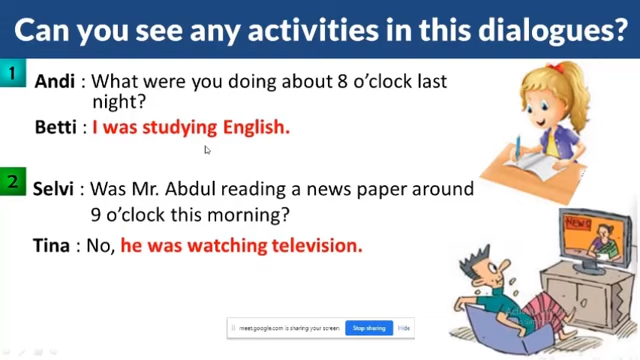 Can you see any activities in this dialogues?
1
Andi : What were you doing about 8 o'clock last
night?
Betti : I was studying English.
2
Selvi : Was Mr. Abdul reading a news paper around
9 o'clock this morning?
Tina : No, he was watching television.
NEWS
meet.google.com is sharing your screen.
Stop sharing
Hide